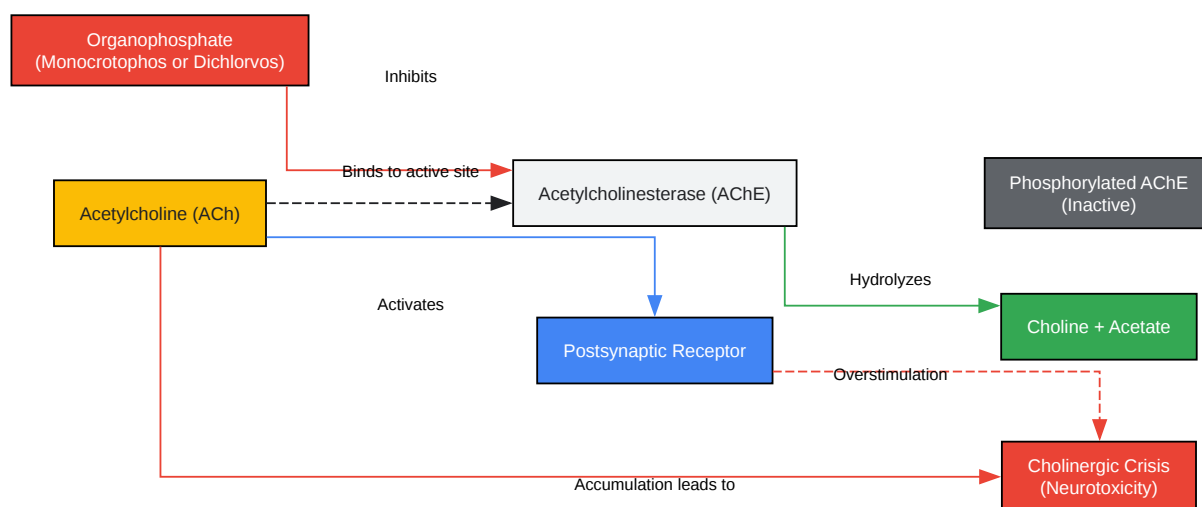 Organophosphate
(Monocrotophos or Dichlorvos)
Inhibits
Binds to active site
Acetylcholinesterase (AChE)
Phosphorylated AChE
(Inactive)
Acetylcholine (ACh)
Hydrolyzes
Activates
Choline + Acetate
Postsynaptic Receptor
Overstimulation
Cholinergic Crisis
(Neurotoxicity)
Accumulation leads to